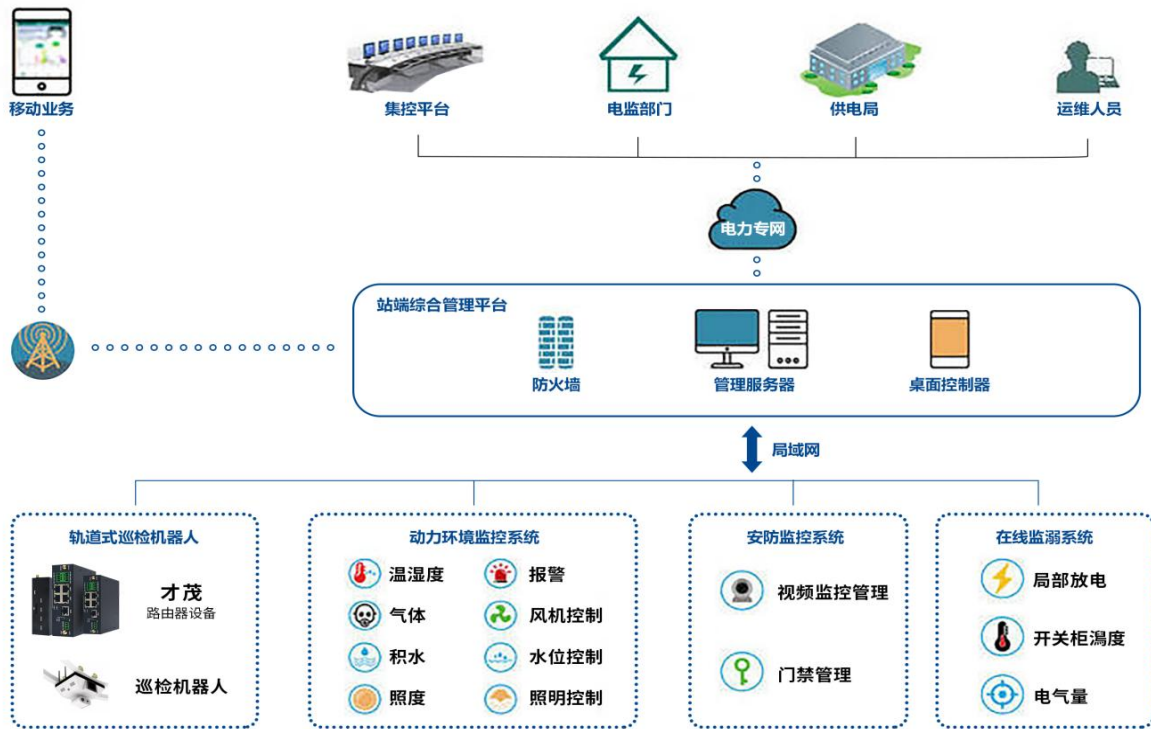 移动业务
集控平台
电监部门
供电局
运维人员
电力专网
站端综合管理平台
防火墙
管理服务器
桌面控制器
局域网
轨道式巡检机器人
才茂
路由器设备
巡检机器人
动力环境监控系统
温湿度
报警
气体
风机控制
积水
水位控制
照度
照明控制
安防监控系统
视频监控管理
门禁管理
在线监溺系统
局部放电
开关柜潟度
电气量